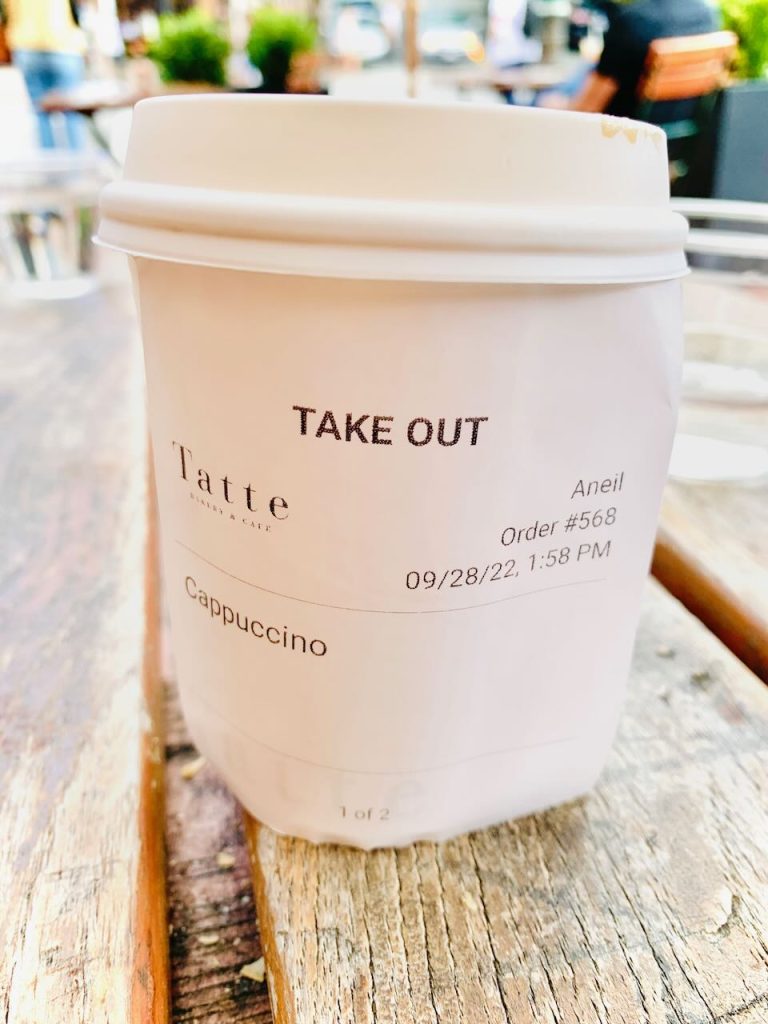 TAKE OUT
Tatte
BAKERY & CAFE
Aneil
Order #568
09/28/22, 1:58 PM
Cappuccino
1 of 2